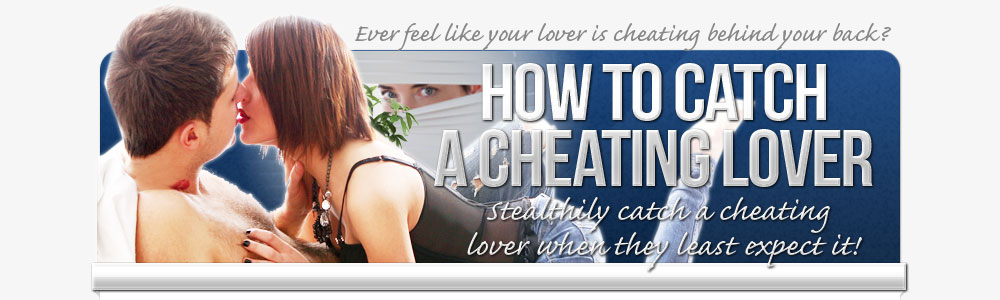 Ever feel like your lover is cheating behind your back?
HOW TO CATCH
A CHEATING LOVER
stealthily catch a cheating
lover when they least expect it!